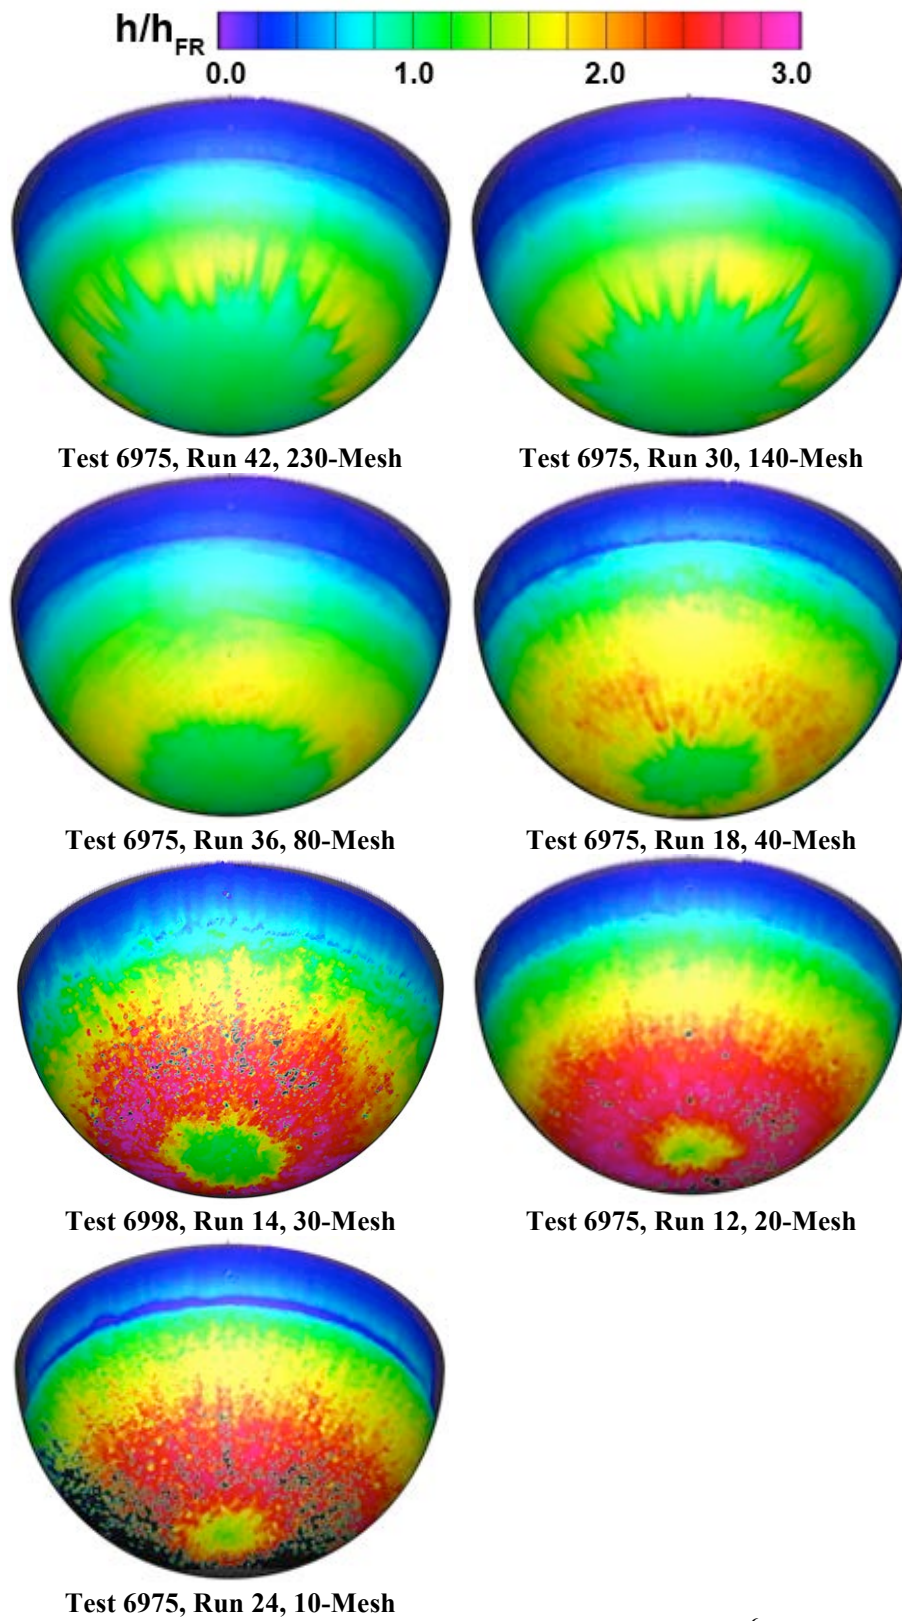 h/hFR
0.0 1.0 2.0 3.0
Test 6975, Run 42, 230-Mesh
Test 6975, Run 30, 140-Mesh
Test 6975, Run 36, 80-Mesh
Test 6975, Run 18, 40-Mesh
Test 6998, Run 14, 30-Mesh
Test 6975, Run 12, 20-Mesh
Test 6975, Run 24, 10-Mesh